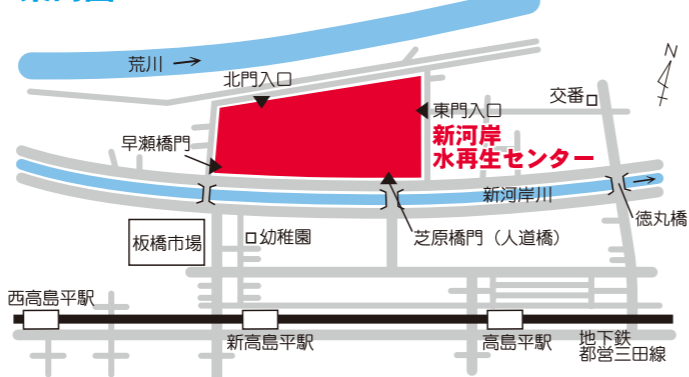 荒川
北門入口
交番
N
東門入口
新河岸
水再生センター
早瀬橋門
新河岸川
徳丸橋
板橋市場
幼稚園
芝原橋門（人道橋）
西高島平駅
新高島平駅
高島平駅
地下鉄
都営三田線